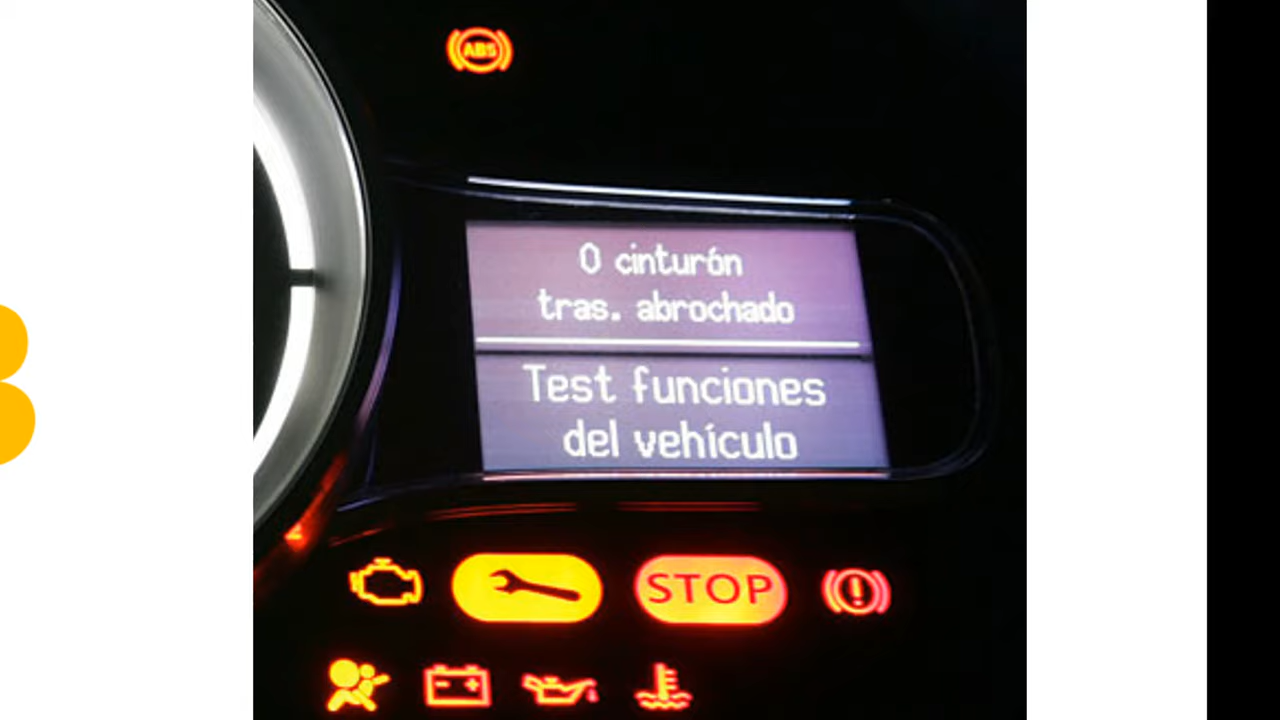 ABS
0 cinturón
tras. abrochado
Test funciones
del vehículo
STOP